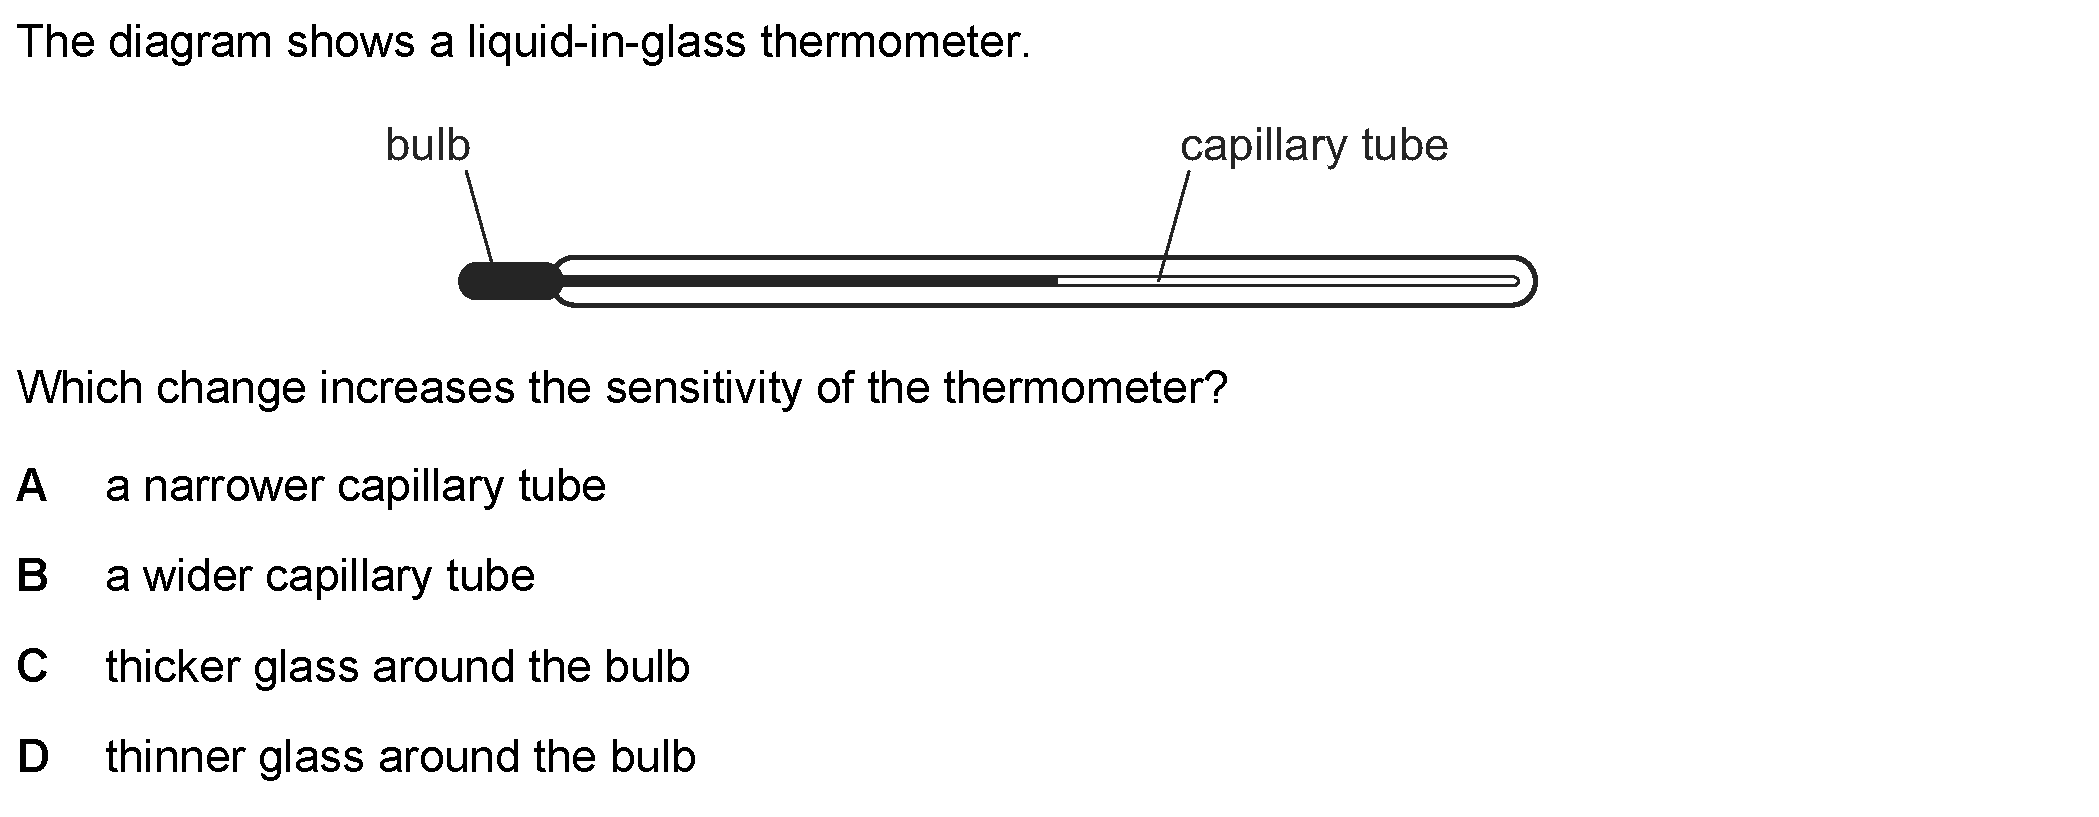 The diagram shows a liquid-in-glass thermometer.
bulb
capillary tube
Which change increases the sensitivity of the thermometer?
A a narrower capillary tube
B a wider capillary tube
C thicker glass around the bulb
D thinner glass around the bulb